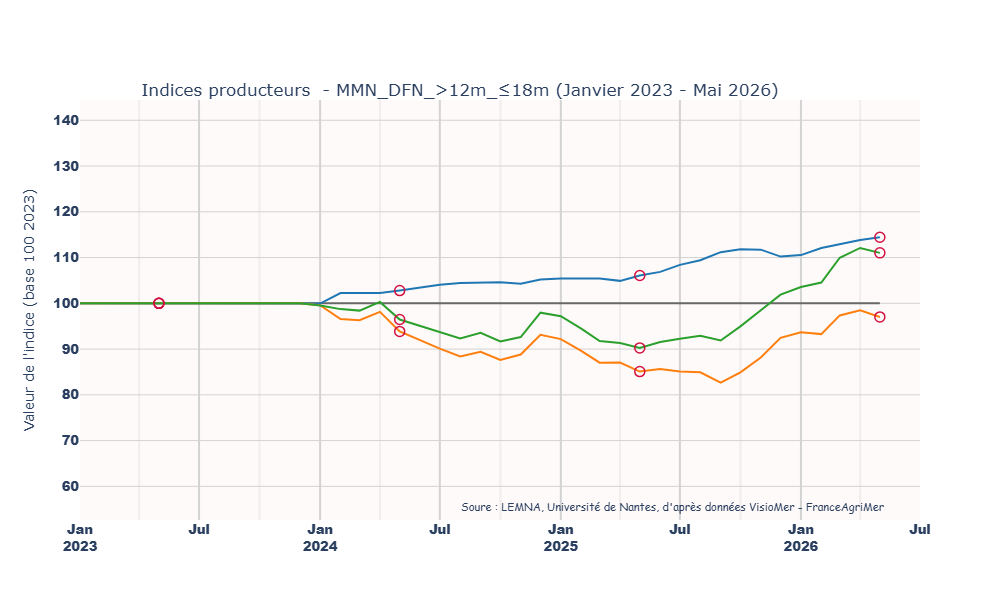 Indices producteurs - MMN_DFN_>12m_≤18m (Janvier 2023 - Mai 2026)
Valeur de l'indice (base 100 2023)
140
130
120
110
100
90
80
70
60
Soure : LEMNA, Université de Nantes, d'après données VisioMer - FranceAgriMer
Jan Jul Jan Jul Jan Jul Jan Jul
2023 2024 2025 2026